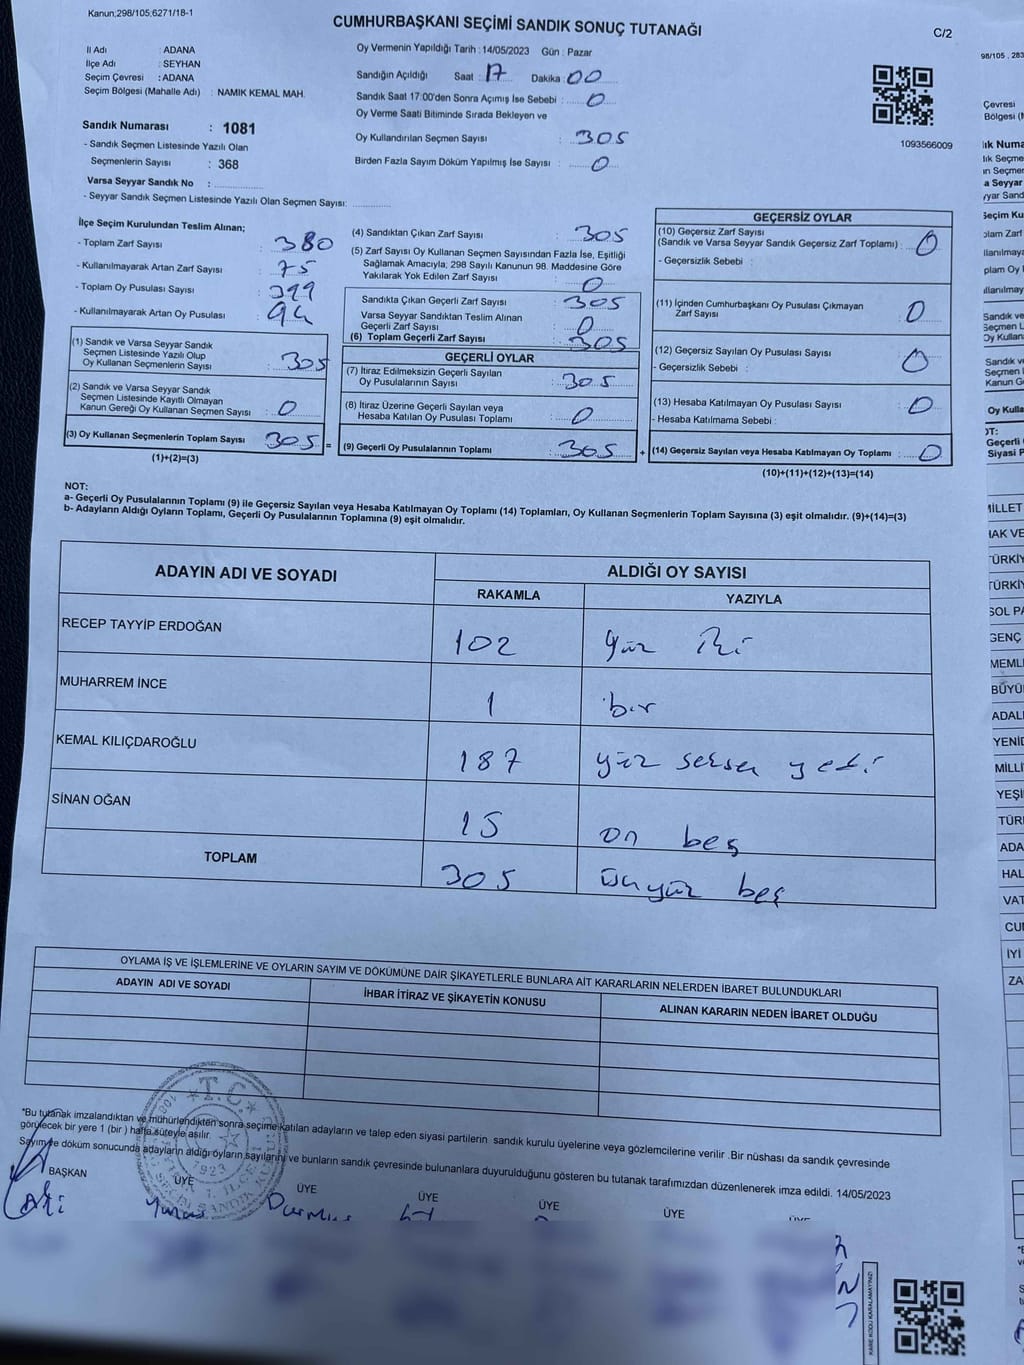 Kanun;298/105;6271/18-1
CUMHURBAŞKANI SEÇİMİ SANDIK SONUÇ TUTANAĞI
C/2
İl Adı : ADANA
İlçe Adı : SEYHAN
Seçim Çevresi : ADANA
Seçim Bölgesi (Mahalle Adı) : NAMIK KEMAL MAH.
Oy Vermenin Yapıldığı Tarih : 14/05/2023 Gün : Pazar
Sandığın Açıldığı Saat : 17 Dakika : 00
Sandık Saat 17:00'den Sonra Açımış İse Sebebi : 0
Oy Verme Saati Bitiminde Sırada Bekleyen ve
Oy Kullandırılan Seçmen Sayısı : 305
Birden Fazla Sayım Döküm Yapılmış İse Sayısı : 0
1093566009
Sandık Numarası : 1081
- Sandık Seçmen Listesinde Yazılı Olan
Seçmenlerin Sayısı : 368
Varsa Seyyar Sandık No :
- Seyyar Sandık Seçmen Listesinde Yazılı Olan Seçmen Sayısı:
İlçe Seçim Kurulundan Teslim Alınan;
- Toplam Zarf Sayısı : 380
- Kullanılmayarak Artan Zarf Sayısı : 75
- Toplam Oy Pusulası Sayısı : 399
- Kullanılmayarak Artan Oy Pusulası : 94
(1) Sandık ve Varsa Seyyar Sandık
Seçmen Listesinde Yazılı Olup
Oy Kullanan Seçmenlerin Sayısı : 305
(2) Sandık ve Varsa Seyyar Sandık
Seçmen Listesinde Kayıtlı Olmayan
Kanun Gereği Oy Kullanan Seçmen Sayısı : 0
(3) Oy Kullanan Seçmenlerin Toplam Sayısı : 305 =
(1)+(2)=(3)
(4) Sandıktan Çıkan Zarf Sayısı : 305
(5) Zarf Sayısı Oy Kullanan Seçmen Sayısından Fazla İse, Eşitliği
Sağlamak Amacıyla, 298 Sayılı Kanunun 98. Maddesine Göre
Yakılarak Yok Edilen Zarf Sayısı : 0
Sandıkta Çıkan Geçerli Zarf Sayısı : 305
Varsa Seyyar Sandıktan Teslim Alınan
Geçerli Zarf Sayısı : 0
(6) Toplam Geçerli Zarf Sayısı : 305
GEÇERLİ OYLAR
(7) İtiraz Edilmeksizin Geçerli Sayılan
Oy Pusulalarının Sayısı : 305
(8) İtiraz Üzerine Geçerli Sayılan veya
Hesaba Katılan Oy Pusulası Toplamı : 0
(9) Geçerli Oy Pusulalarının Toplamı : 305 +
GEÇERSİZ OYLAR
(10) Geçersiz Zarf Sayısı
(Sandık ve Varsa Seyyar Sandık Geçersiz Zarf Toplamı) : 0
- Geçersizlik Sebebi :
(11) İçinden Cumhurbaşkanı Oy Pusulası Çıkmayan
Zarf Sayısı : 0
(12) Geçersiz Sayılan Oy Pusulası Sayısı : 0
- Geçersizlik Sebebi :
(13) Hesaba Katılmayan Oy Pusulası Sayısı : 0
- Hesaba Katılmama Sebebi :
(14) Geçersiz Sayılan veya Hesaba Katılmayan Oy Toplamı : 0
(10)+(11)+(12)+(13)=(14)
NOT:
a- Geçerli Oy Pusulalarının Toplamı (9) ile Geçersiz Sayılan veya Hesaba Katılmayan Oy Toplamı (14) Toplamları, Oy Kullanan Seçmenlerin Toplam Sayısına (3) eşit olmalıdır. (9)+(14)=(3)
b- Adayların Aldığı Oyların Toplamı, Geçerli Oy Pusulalarının Toplamına (9) eşit olmalıdır.
ADAYIN ADI VE SOYADI ALDIĞI OY SAYISI
RAKAMLA YAZIYLA
RECEP TAYYİP ERDOĞAN 102 yüz iki
MUHARREM İNCE 1 bir
KEMAL KILIÇDAROĞLU 187 yüz seksen yedi
SİNAN OĞAN 15 on beş
TOPLAM 305 üçyüz beş
OYLAMA İŞ VE İŞLEMLERİNE VE OYLARIN SAYIM VE DÖKÜMÜNE DAİR ŞİKAYETLERLE BUNLARA AİT KARARLARIN NELERDEN İBARET BULUNDUKLARI
ADAYIN ADI VE SOYADI İHBAR İTİRAZ VE ŞİKAYETİN KONUSU ALINAN KARARIN NEDEN İBARET OLDUĞU
*Bu tutanak imzalandıktan ve mühürlendikten sonra seçime katılan adayların ve talep eden siyasi partilerin sandık kurulu üyelerine veya gözlemcilerine verilir .Bir nüshası da sandık çevresinde
görülecek bir yere 1 (bir ) hafta süreyle asılır.
Sayım ve döküm sonucunda adayların aldığı oyların sayılarını ve bunların sandık çevresinde bulunanlara duyurulduğunu gösteren bu tutanak tarafımızdan düzenlenerek imza edildi. 14/05/2023
T.C.
1923
BAŞKAN ÜYE ÜYE ÜYE ÜYE ÜYE ÜYE
KARE KODU KARALAMAYINIZ!